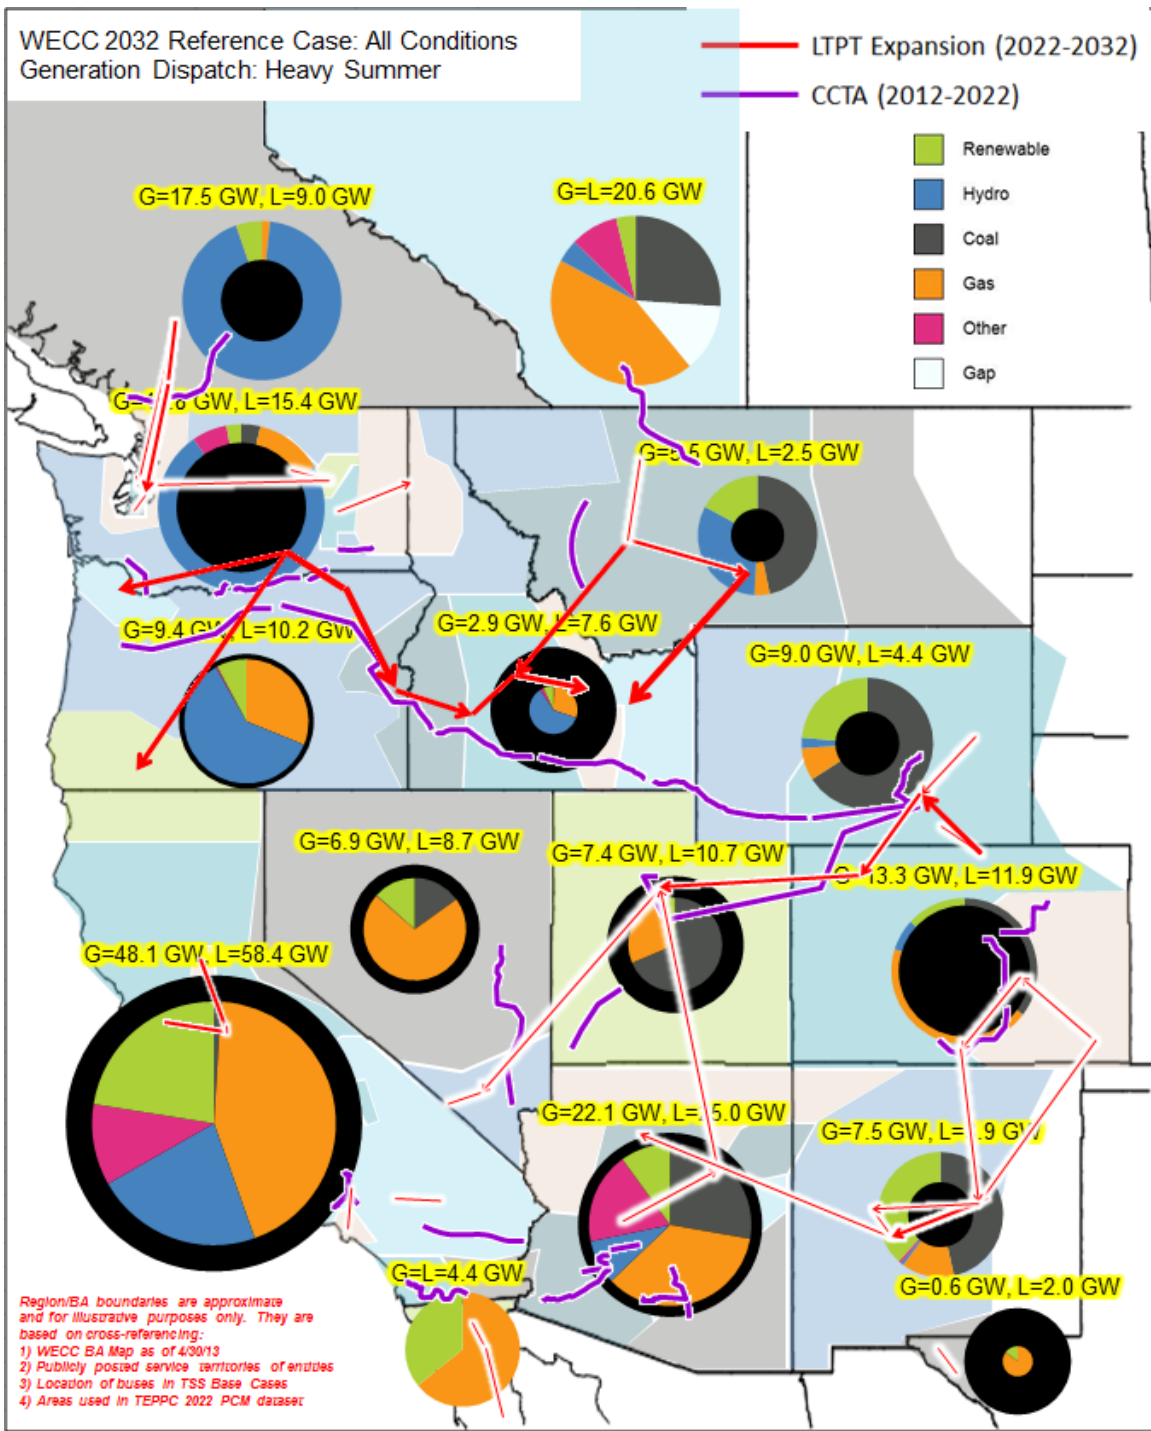 WECC 2032 Reference Case: All Conditions
Generation Dispatch: Heavy Summer
LTPT Expansion (2022-2032)
CCTA (2012-2022)
Renewable
Hydro
Coal
Gas
Other
Gap
G=17.5 GW, L=9.0 GW
G=L=20.6 GW
GW, L=15.4 GW
GW, L=2.5 GW
G=2.9 GW, L=7.6 GW
G=9.4 GW, L=10.2 GW
G=9.0 GW, L=4.4 GW
G=6.9 GW, L=8.7 GW
G=7.4 GW, L=10.7 GW
G=13.3 GW, L=11.9 GW
G=48.1 GW, L=58.4 GW
G=22.1 GW,
G=7.5 GW,
G=L=4.4 GW
G=0.6 GW, L=2.0 GW
Region/BA boundaries are approximate
and for illustrative purposes only. They are
based on cross-referencing:
1) WECC BA Map as of 4/30/13
2) Publicly posted service territories of entities
3) Location of buses in TSS Base Cases
4) Areas used in TEPPC 2022 PCM dataset